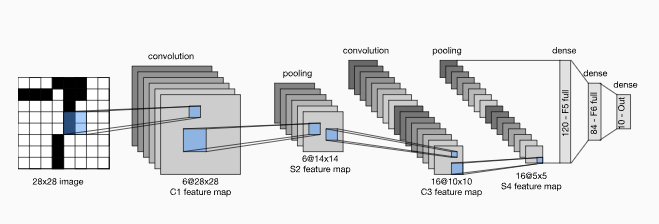 convolution
pooling
convolution
pooling
dense
dense
dense
28x28 image
6@28x28
C1 feature map
6@14x14
S2 feature map
16@10x10
C3 feature map
16@5x5
S4 feature map
120 - F5 full
84 - F6 full
10 - Out